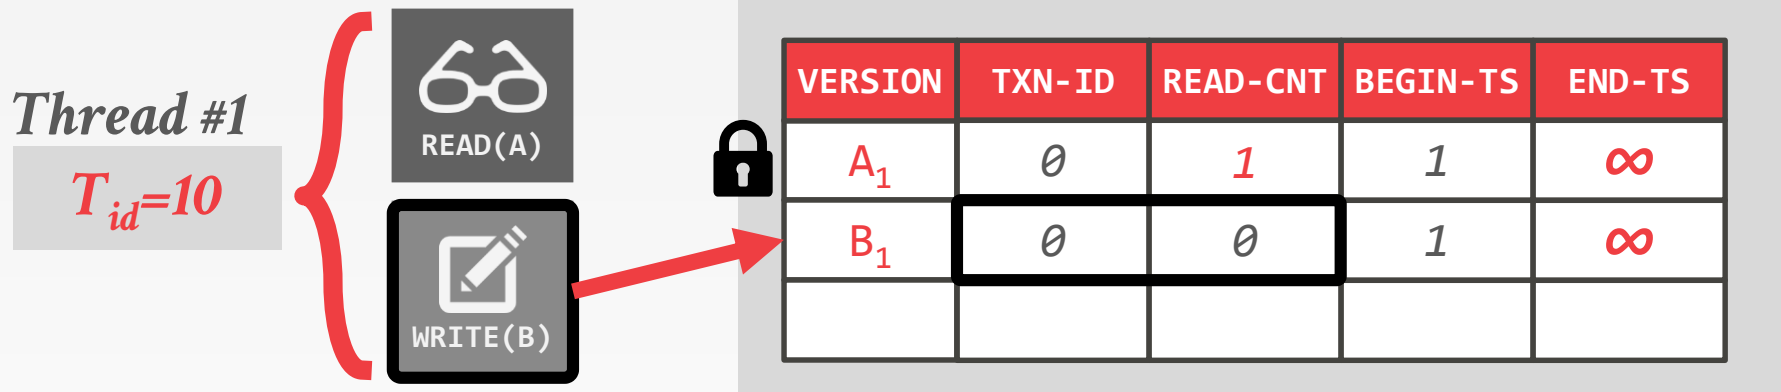 Thread #1
Tid=10
READ(A)
WRITE(B)
VERSION TXN-ID READ-CNT BEGIN-TS END-TS
A1 0 1 1 ∞
B1 0 0 1 ∞